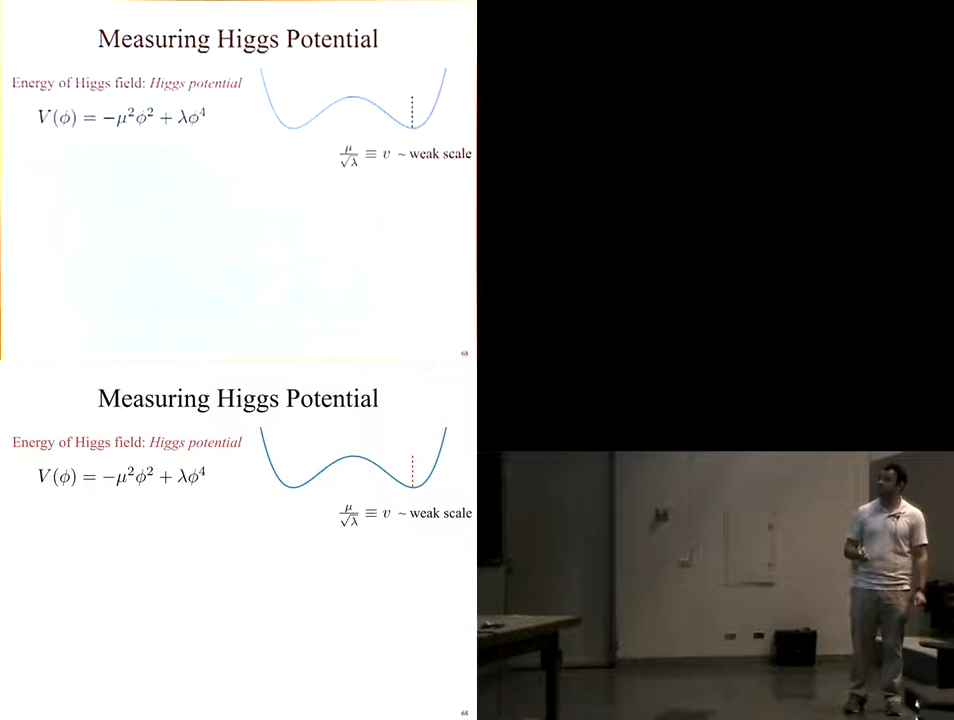 Measuring Higgs Potential
Energy of Higgs field: Higgs potential
V(ϕ) = −μ²ϕ² + λϕ⁴
μ/√λ ≡ v ~ weak scale
68
Measuring Higgs Potential
Energy of Higgs field: Higgs potential
V(ϕ) = −μ²ϕ² + λϕ⁴
μ/√λ ≡ v ~ weak scale
68